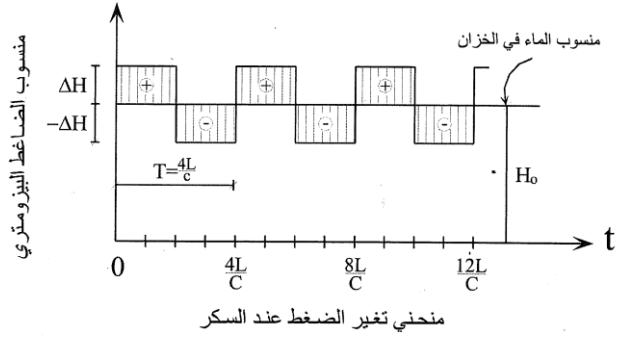 منسوب الماء في الخزان
منسوب الضاغط البيزومتري
ΔH
+ + +
−ΔH
- - -
T=4L/c
H₀
t
0 4L/C 8L/C 12L/C
منحني تغير الضغط عند السكر